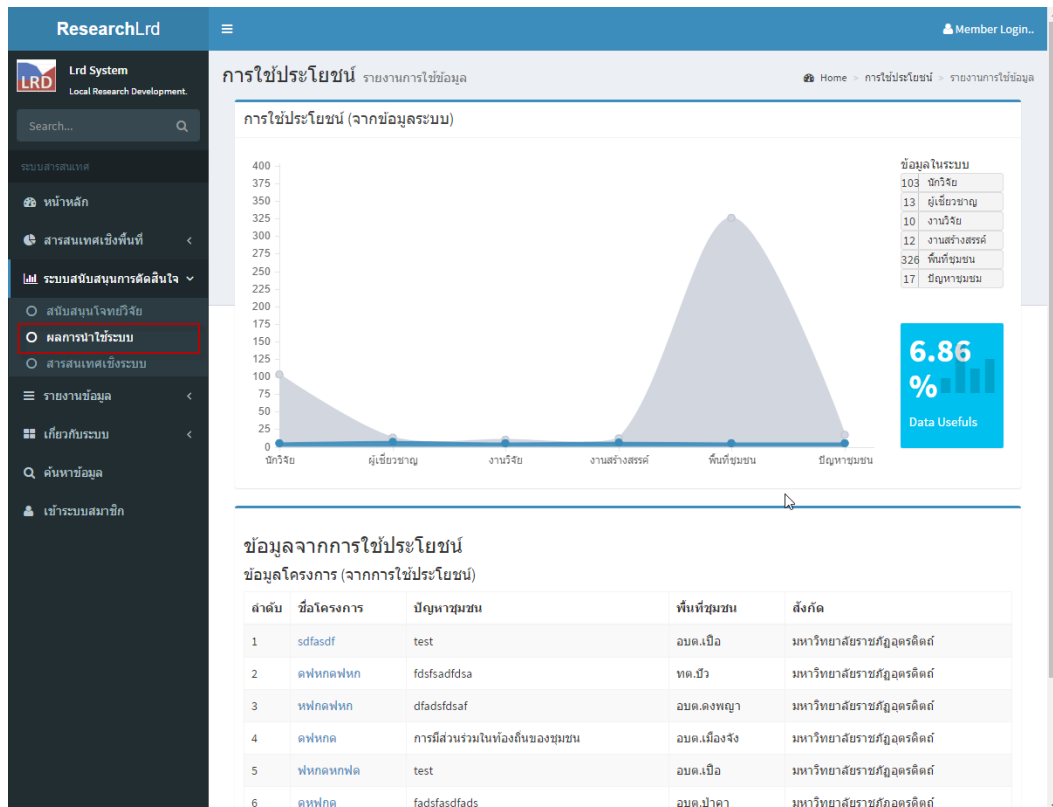 ResearchLrd
Member Login..
LRD
Lrd System
Local Research Development.
Search...
ระบบสารสนเทศ
หน้าหลัก
สารสนเทศเชิงพื้นที่
ระบบสนับสนุนการตัดสินใจ
สนับสนุนโจทย์วิจัย
ผลการนำใช้ระบบ
สารสนเทศเชิงระบบ
รายงานข้อมูล
เกี่ยวกับระบบ
ค้นหาข้อมูล
เข้าระบบสมาชิก
การใช้ประโยชน์ รายงานการใช้ข้อมูล
Home > การใช้ประโยชน์ > รายงานการใช้ข้อมูล
การใช้ประโยชน์ (จากข้อมูลระบบ)
400
375
350
325
300
275
250
225
200
175
150
125
100
75
50
25
0
นักวิจัย ผู้เชี่ยวชาญ งานวิจัย งานสร้างสรรค์ พื้นที่ชุมชน ปัญหาชุมชน
ข้อมูลในระบบ
103 นักวิจัย
13 ผู้เชี่ยวชาญ
10 งานวิจัย
12 งานสร้างสรรค์
326 พื้นที่ชุมชน
17 ปัญหาชุมชม
6.86
%
Data Usefuls
ข้อมูลจากการใช้ประโยชน์
ข้อมูลโครงการ (จากการใช้ประโยชน์)
ลำดับ ชื่อโครงการ ปัญหาชุมชน พื้นที่ชุมชน สังกัด
1 sdfasdf test อบต.เปือ มหาวิทยาลัยราชภัฏอุตรดิตถ์
2 ดฟหกดฟหก fdsfsadfdsa ทต.ปัว มหาวิทยาลัยราชภัฏอุตรดิตถ์
3 หฟกดฟหก dfadsfdsaf อบต.ดงพญา มหาวิทยาลัยราชภัฏอุตรดิตถ์
4 ดฟหกด การมีส่วนร่วมในท้องถิ่นของชุมชน อบต.เมืองจัง มหาวิทยาลัยราชภัฏอุตรดิตถ์
5 ฟหกดหกฟด test อบต.เปือ มหาวิทยาลัยราชภัฏอุตรดิตถ์
6 ดหฟกด fadsfasdfads อบต.ป่าคา มหาวิทยาลัยราชภัฏอุตรดิตถ์